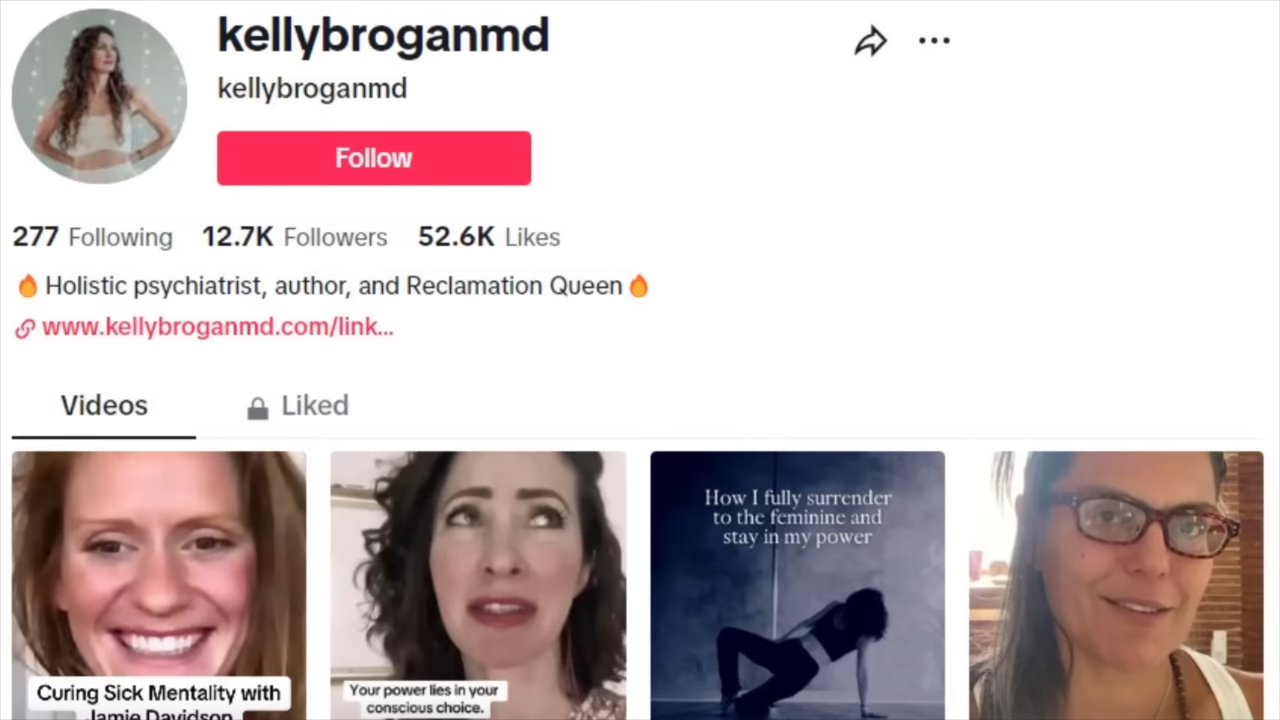 kellybroganmd
kellybroganmd
Follow
277 Following 12.7K Followers 52.6K Likes
Holistic psychiatrist, author, and Reclamation Queen
www.kellybroganmd.com/link...
Videos Liked
Curing Sick Mentality with
Jamie Davidson
Your power lies in your
conscious choice.
How I fully surrender
to the feminine and
stay in my power